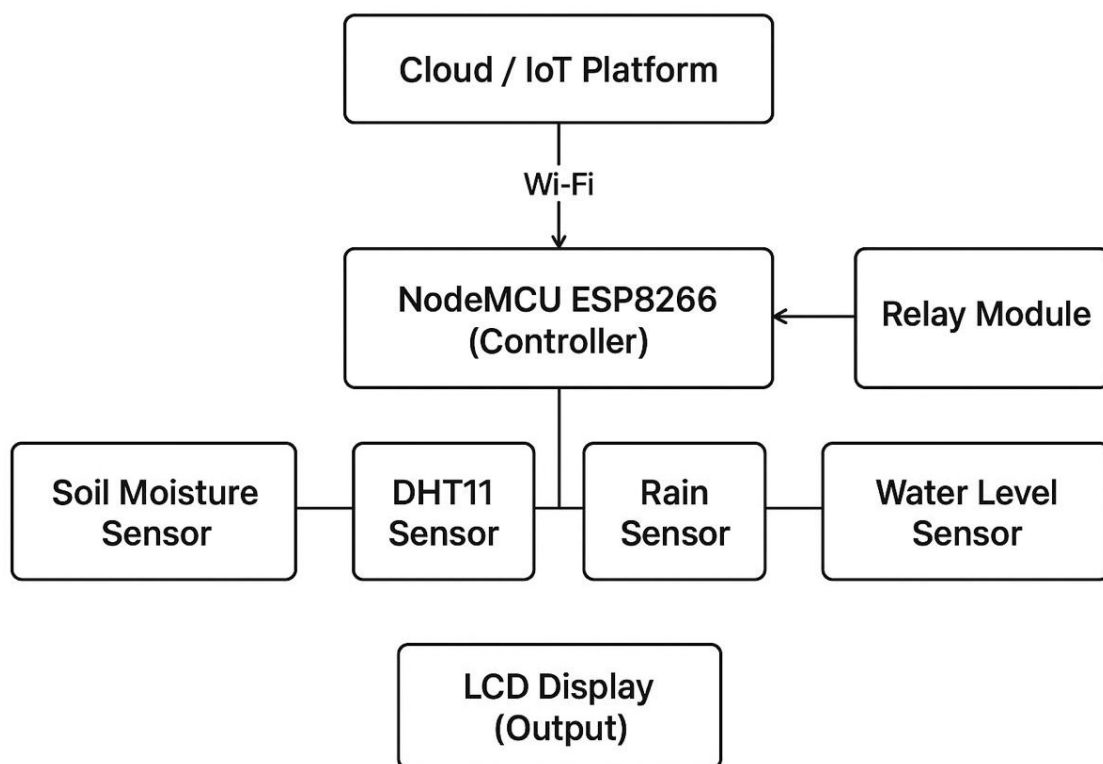 Cloud / IoT Platform
Wi-Fi
NodeMCU ESP8266
(Controller)
Relay Module
Soil Moisture
Sensor
DHT11
Sensor
Rain
Sensor
Water Level
Sensor
LCD Display
(Output)